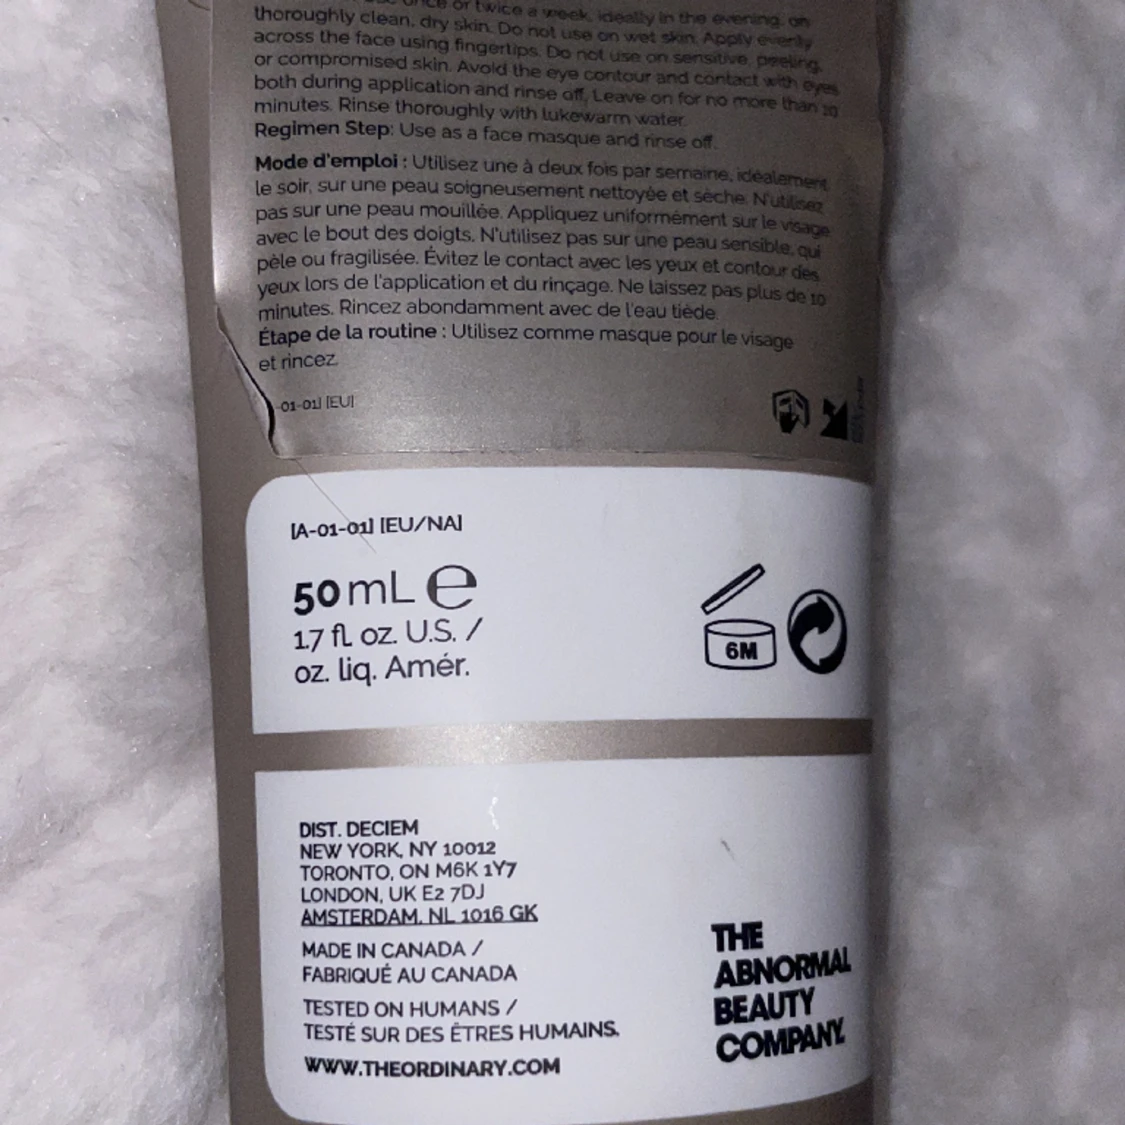 once or twice a week, ideally in the evening, on
thoroughly clean, dry skin. Do not use on wet skin. Apply evenly
across the face using fingertips. Do not use on sensitive, peeling,
or compromised skin. Avoid the eye contour and contact with eyes
both during application and rinse off. Leave on for no more than 10
minutes. Rinse thoroughly with lukewarm water.
Regimen Step: Use as a face masque and rinse off.
Mode d'emploi : Utilisez une à deux fois par semaine, idéalement
le soir, sur une peau soigneusement nettoyée et sèche. N'utilisez
pas sur une peau mouillée. Appliquez uniformément sur le visage
avec le bout des doigts. N'utilisez pas sur une peau sensible, qui
pèle ou fragilisée. Évitez le contact avec les yeux et contour des
yeux lors de l'application et du rinçage. Ne laissez pas plus de 10
minutes. Rincez abondamment avec de l'eau tiède.
Étape de la routine : Utilisez comme masque pour le visage
et rincez.
-01-01] [EU]
[A-01-01] [EU/NA]
50 mL e
1.7 fl oz. U.S. /
oz. liq. Amér.
6M
DIST. DECIEM
NEW YORK, NY 10012
TORONTO, ON M6K 1Y7
LONDON, UK E2 7DJ
AMSTERDAM, NL 1016 GK
MADE IN CANADA /
FABRIQUÉ AU CANADA
TESTED ON HUMANS /
TESTÉ SUR DES ÊTRES HUMAINS.
WWW.THEORDINARY.COM
THE
ABNORMAL
BEAUTY
COMPANY.